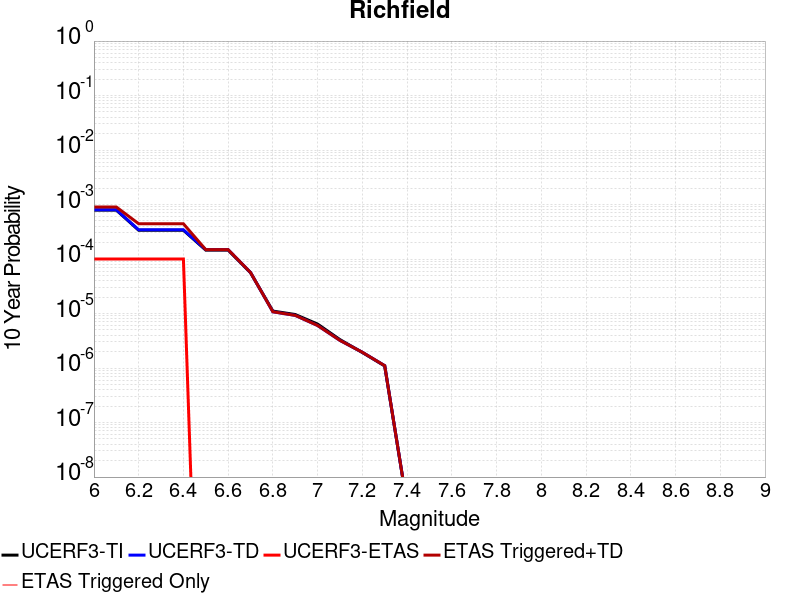 Richfield
10 0
10 -1
10 -2
10 -3
10 -4
10 -5
10 -6
10 -7
10 -8
10 Year Probability
6 6.2 6.4 6.6 6.8 7 7.2 7.4 7.6 7.8 8 8.2 8.4 8.6 8.8 9
Magnitude
UCERF3-TI UCERF3-TD UCERF3-ETAS ETAS Triggered+TD
ETAS Triggered Only